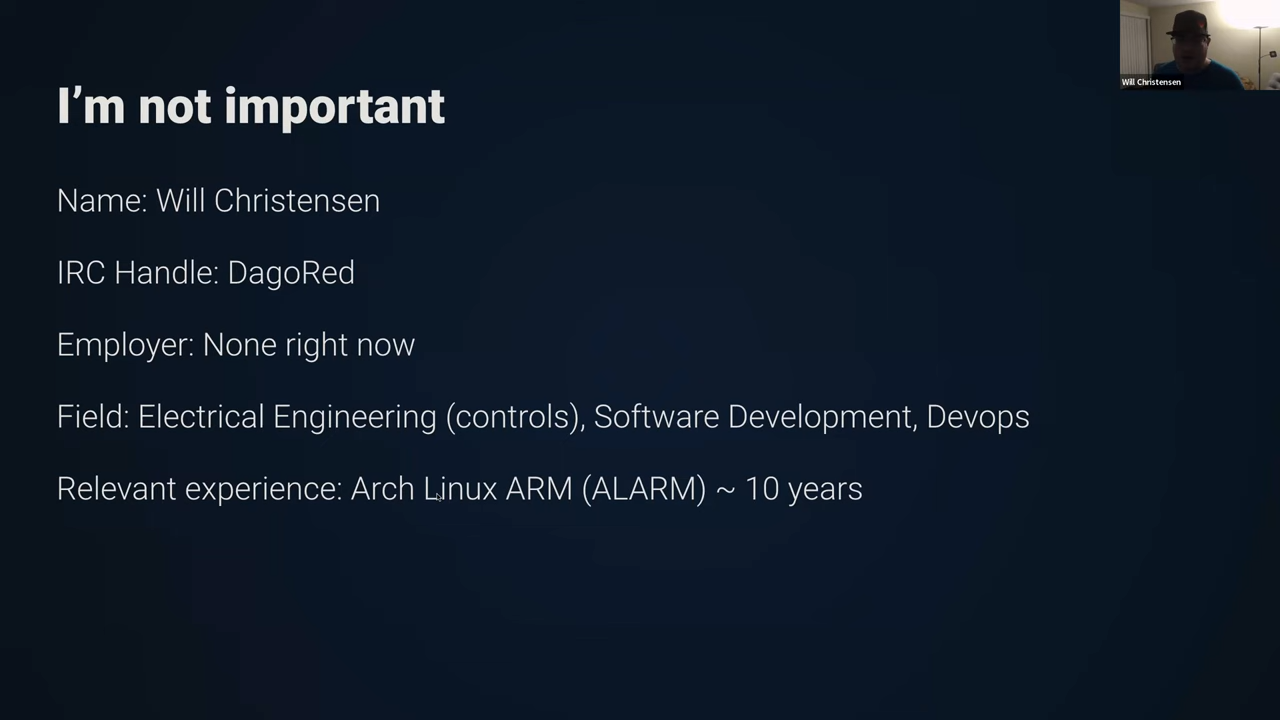 I’m not important
Name: Will Christensen
IRC Handle: DagoRed
Employer: None right now
Field: Electrical Engineering (controls), Software Development, Devops
Relevant experience: Arch Linux ARM (ALARM) ~ 10 years
Will Christensen